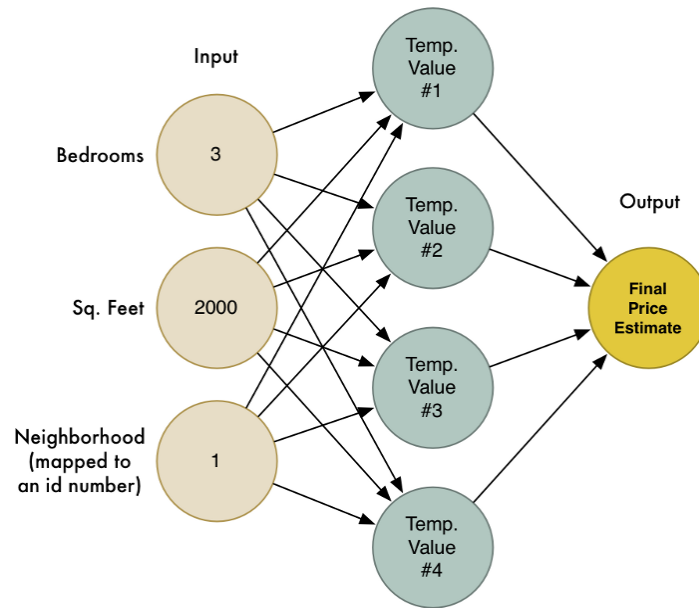 Input
Bedrooms
3
Sq. Feet
2000
Neighborhood
(mapped to
an id number)
1
Temp.
Value
#1
Temp.
Value
#2
Temp.
Value
#3
Temp.
Value
#4
Output
Final
Price
Estimate